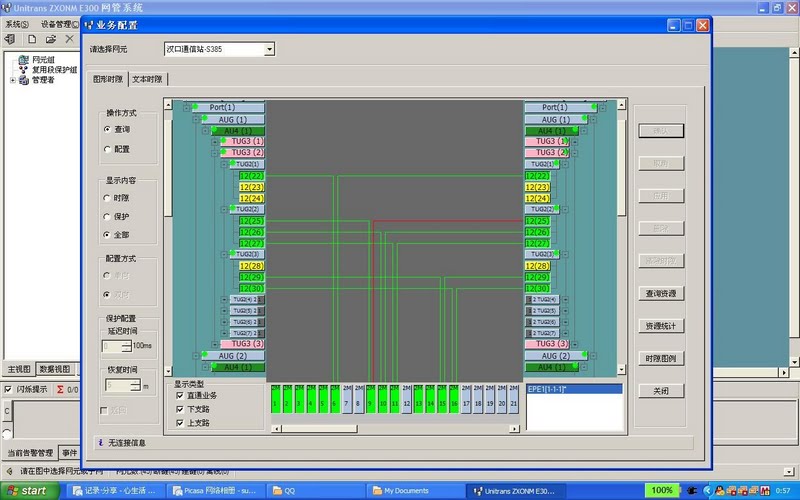 Unitrans ZXONM E300 网管系统
系统(S) 设备管理(
业务配置
请选择网元
汉口通信站-S385
网元组
复用段保护组
管理者
图形时隙
文本时隙
操作方式
查询
配置
显示内容
时隙
保护
全部
配置方式
单向
双向
保护配置
延迟时间
0
100ms
恢复时间
5
m
双向
Port(1)
AUG (1)
AU4 (1)
TUG3 (1)
TUG3 (2)
TUG2(1)
12(22)
12(23)
12(24)
TUG2(2)
12(25)
12(26)
12(27)
TUG2(3)
12(28)
12(29)
12(30)
TUG2(4)
TUG2(5)
TUG2(6)
TUG2(7)
TUG3 (3)
AUG (2)
AU4 (1)
Port(1)
AUG (1)
AU4 (1)
TUG3 (1)
TUG3 (2)
TUG2(1)
12(22)
12(23)
12(24)
TUG2(2)
12(25)
12(26)
12(27)
TUG2(3)
12(28)
12(29)
12(30)
TUG2(4)
TUG2(5)
TUG2(6)
TUG2(7)
TUG3 (3)
AUG (2)
AU4 (1)
确认
取消
应用
查询资源
资源统计
时隙图例
关闭
显示类型
直通业务
下支路
上支路
2M 2M 2M 2M 2M 2M 2M 2M 2M 2M 2M 2M 2M 2M 2M 2M 2M 2M 2M 2M 2M
1 2 3 4 5 6 7 8 9 10 11 12 13 14 15 16 17 18 19 20 21
EPE1[1-1-1]*
无连接信息
主视图 数据视图
闪烁提示 Σ 0/0
C
当前告警管理 事件
请在图中选择网元或子网
start
记录·分享 - 心生活 ...
Picasa 网络相册 - su...
QQ
My Documents
Unitrans ZXONM E300...
100%
0:57